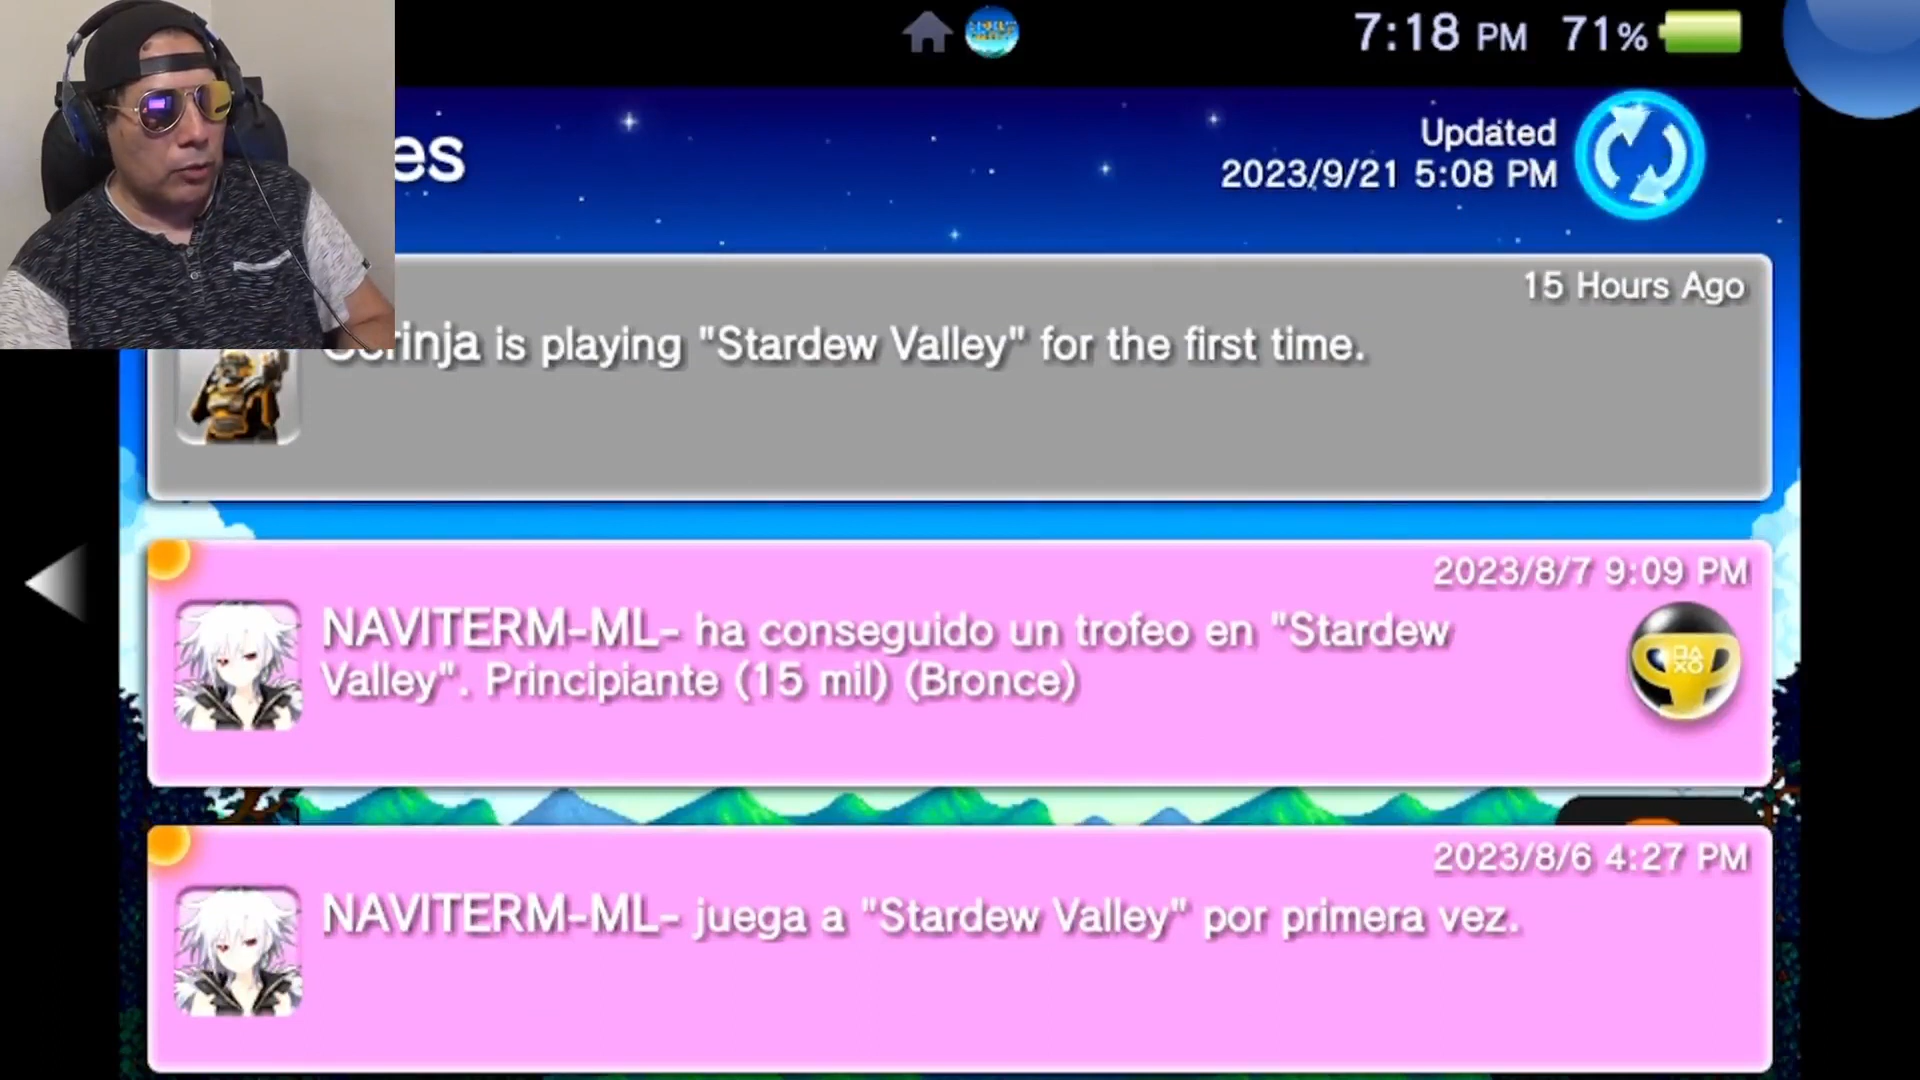 7:18 PM 71%
es
Updated
2023/9/21 5:08 PM
15 Hours Ago
is playing "Stardew Valley" for the first time.
2023/8/7 9:09 PM
NAVITERM-ML- ha conseguido un trofeo en "Stardew
Valley". Principiante (15 mil) (Bronce)
2023/8/6 4:27 PM
NAVITERM-ML- juega a "Stardew Valley" por primera vez.